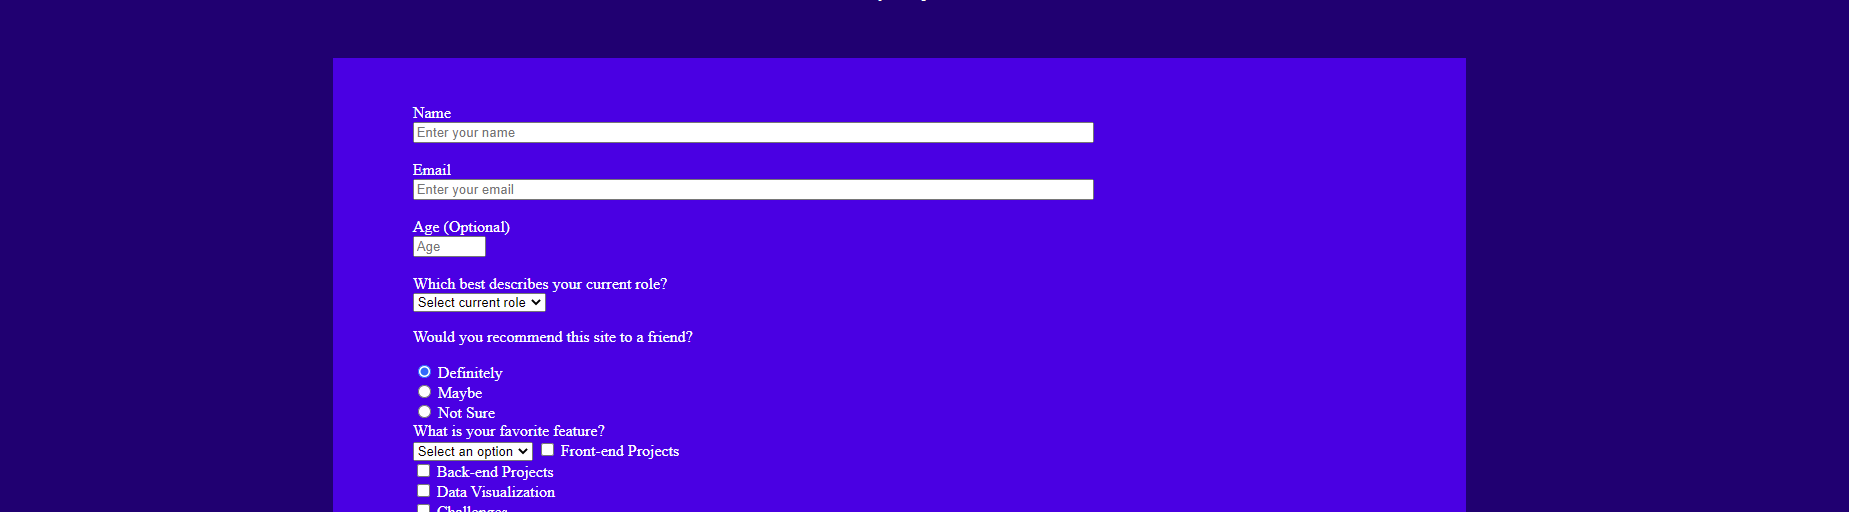 Name
Enter your name
Email
Enter your email
Age (Optional)
Age
Which best describes your current role?
Select current role
Would you recommend this site to a friend?
Definitely
Maybe
Not Sure
What is your favorite feature?
Select an option Front-end Projects
Back-end Projects
Data Visualization
Challenges